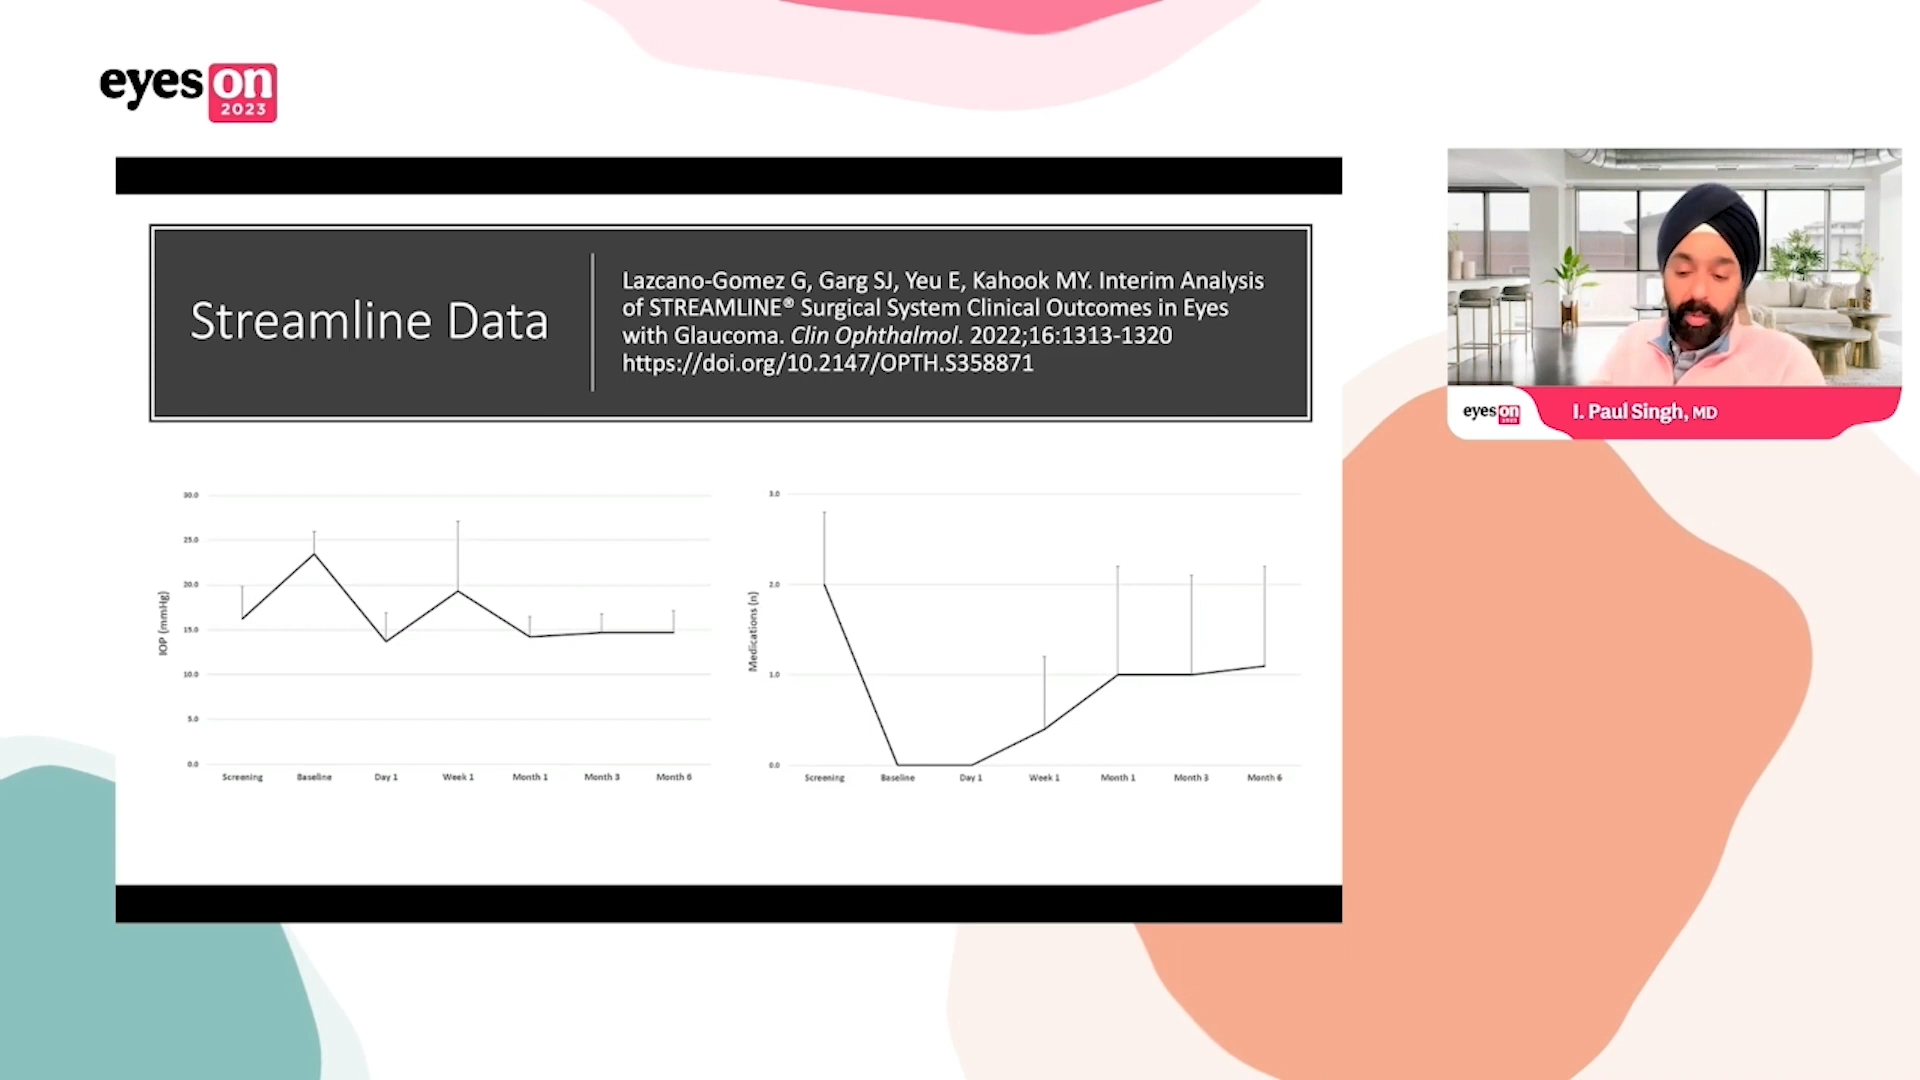 eyes on
2023
Streamline Data
Lazcano-Gomez G, Garg SJ, Yeu E, Kahook MY. Interim Analysis
of STREAMLINE® Surgical System Clinical Outcomes in Eyes
with Glaucoma. Clin Ophthalmol. 2022;16:1313-1320
https://doi.org/10.2147/OPTH.S358871
IOP (mmHg)
30.0
25.0
20.0
15.0
10.0
5.0
0.0
Screening Baseline Day 1 Week 1 Month 1 Month 3 Month 6
Medications (n)
3.0
2.0
1.0
0.0
Screening Baseline Day 1 Week 1 Month 1 Month 3 Month 6
eyes on
2023
I. Paul Singh, MD